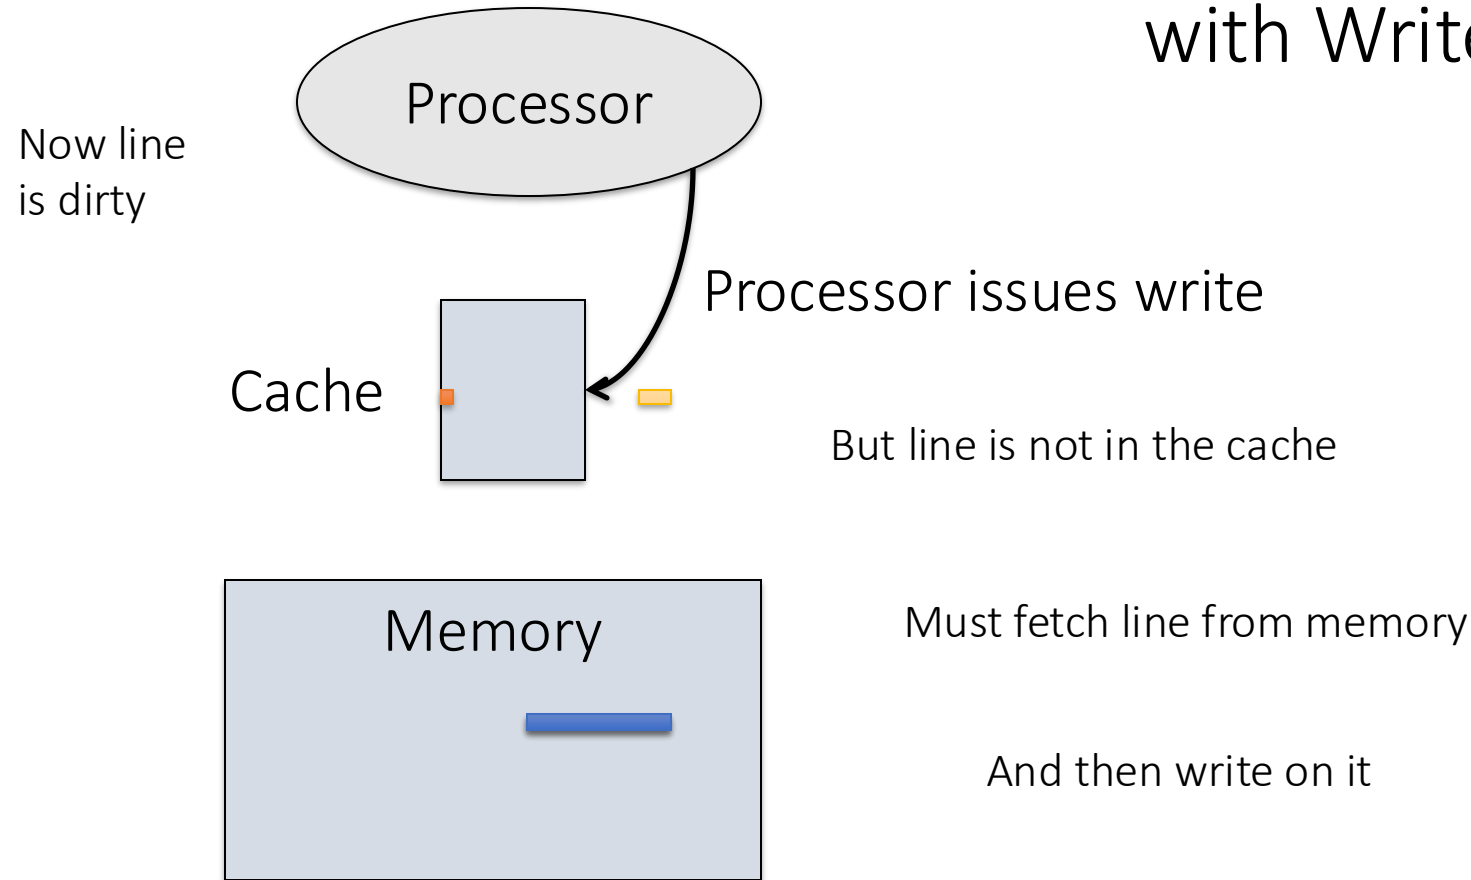 with Write
Processor
Now line
is dirty
Processor issues write
Cache
But line is not in the cache
Memory
Must fetch line from memory
And then write on it